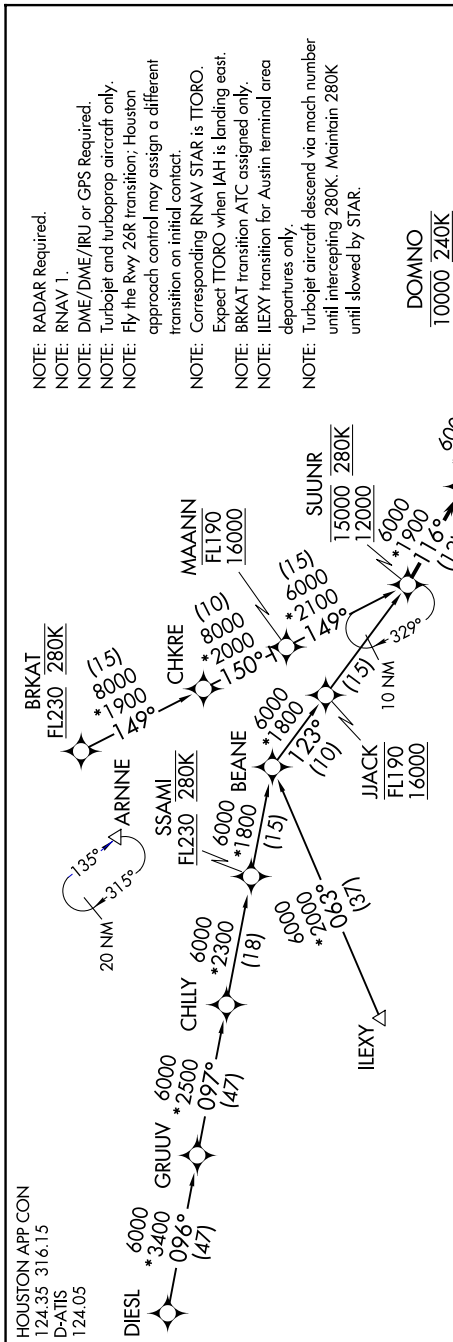 HOUSTON APP CON
124.35 316.15
D-ATIS
124.05
NOTE: RADAR Required.
NOTE: RNAV 1.
NOTE: DME/DME/IRU or GPS Required.
NOTE: Turbojet and turboprop aircraft only.
NOTE: Fly the Rwy 26R transition; Houston
approach control may assign a different
transition on initial contact.
NOTE: Corresponding RNAV STAR is TTORO.
Expect TTORO when IAH is landing east.
NOTE: BRKAT transition ATC assigned only.
NOTE: ILEXY transition for Austin terminal area
departures only.
NOTE: Turbojet aircraft descend via mach number
until intercepting 280K. Maintain 280K
until slowed by STAR.
DIESL
6000
*3400
096°
(47)
GRUUV
6000
*2500
097°
(47)
CHLLY
6000
*2300
(18)
SSAMI
FL230 280K
6000
*1800
(15)
BEANE
6000
*1800
123°
(10)
JJACK
FL190
16000
(15)
ILEXY
6000
*2000
063°
(37)
20 NM
135°
315°
ARNNE
BRKAT
FL230 280K
(15)
8000
*1900
149°
CHKRE
(10)
8000
*2000
150°
MAANN
FL190
16000
(15)
6000
*2100
149°
SUUNR
15000 280K
12000
10 NM
329°
6000
*1900
116°
DOMNO
10000 240K